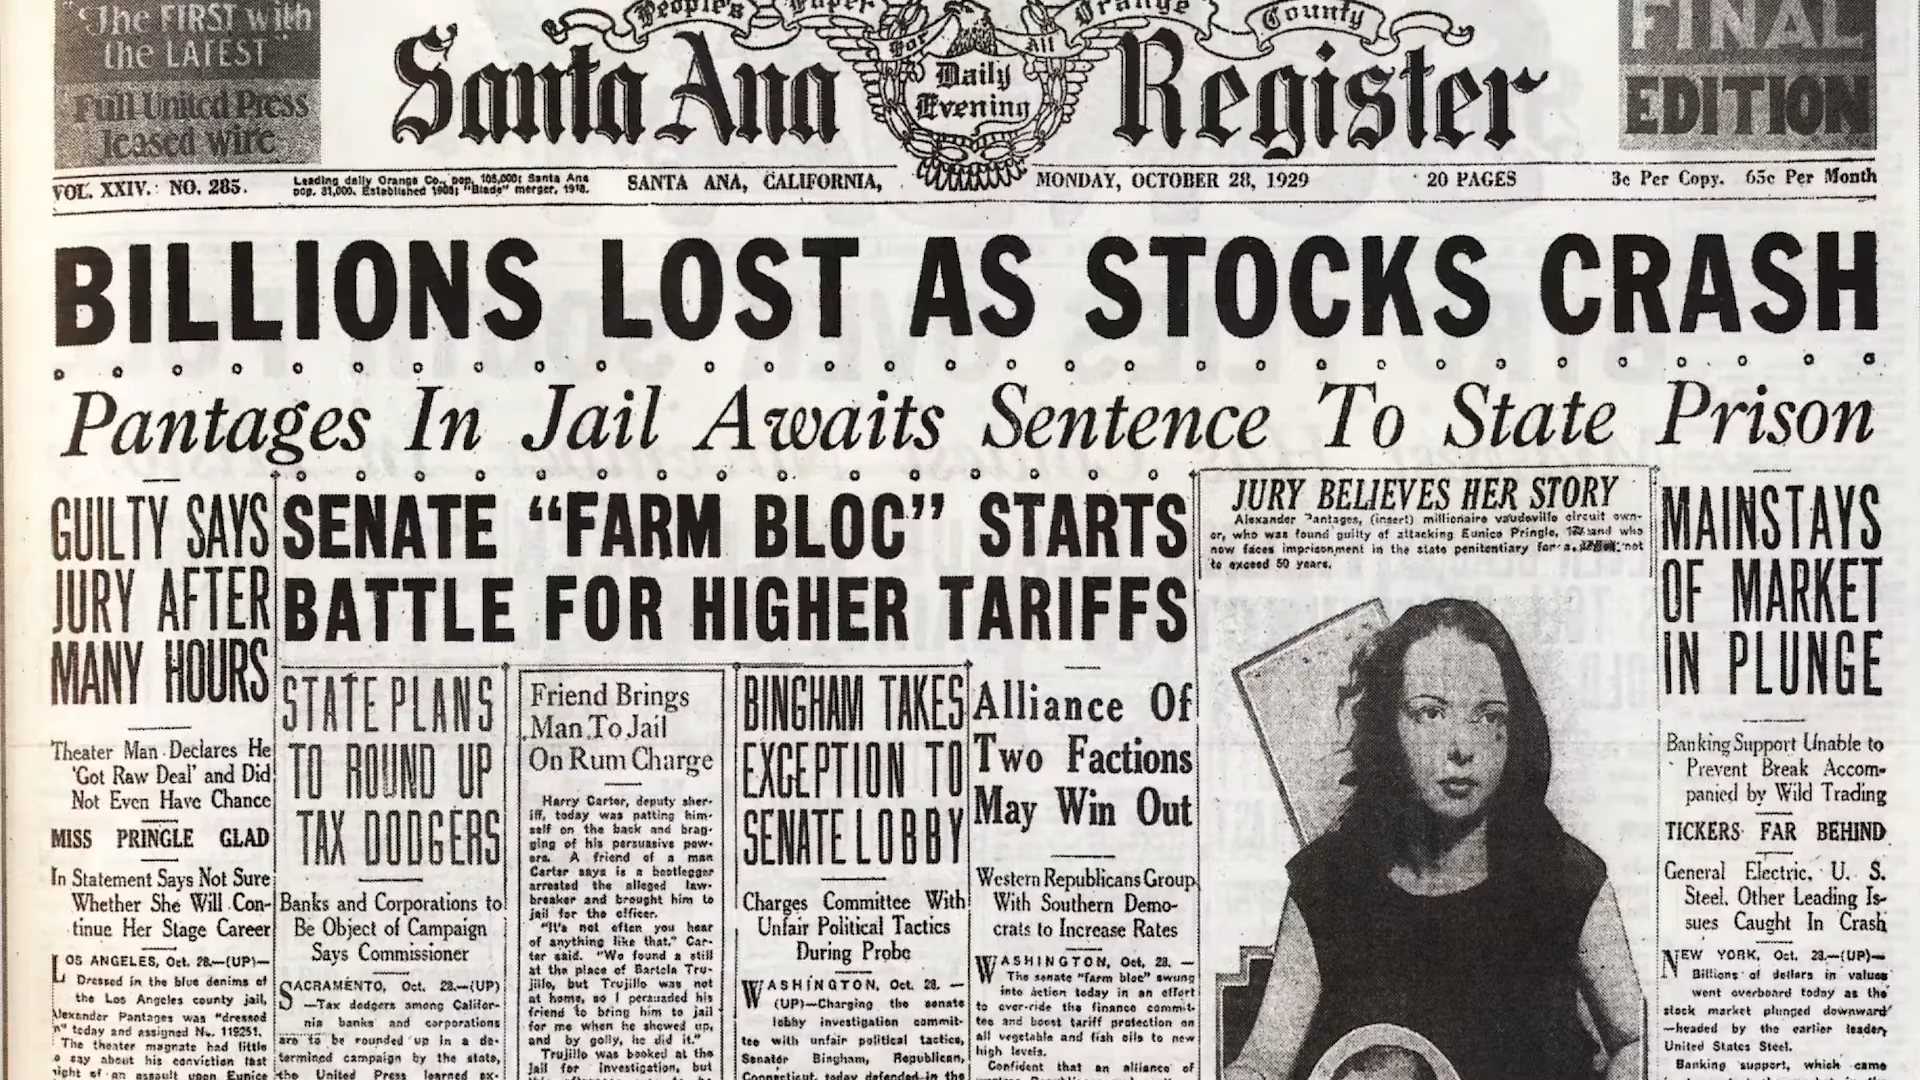 "The FIRST with
the LATEST"
Full United Press
leased wire
People's Paper For All Orange County
Santa Ana Register
Daily
Evening
FINAL
EDITION
VOL. XXIV. NO. 285.
Leading daily Orange Co., pop. 105,000; Santa Ana
pop. 31,000. Established 1905; "Blade" merger, 1918.
SANTA ANA, CALIFORNIA, MONDAY, OCTOBER 28, 1929
20 PAGES
3c Per Copy. 65c Per Month
BILLIONS LOST AS STOCKS CRASH
Pantages In Jail Awaits Sentence To State Prison
GUILTY SAYS
JURY AFTER
MANY HOURS
Theater Man Declares He
'Got Raw Deal' and Did
Not Even Have Chance
MISS PRINGLE GLAD
In Statement Says Not Sure
Whether She Will Con-
tinue Her Stage Career
LOS ANGELES, Oct. 28.—(UP)—
Dressed in the blue denims of
the Los Angeles county jail,
Alexander Pantages was "dressed
in" today and assigned No. 119251.
The theater magnate had little
to say about his conviction last
night of an assault upon Eunice
SENATE "FARM BLOC" STARTS
BATTLE FOR HIGHER TARIFFS
STATE PLANS
TO ROUND UP
TAX DODGERS
Banks and Corporations to
Be Object of Campaign
Says Commissioner
SACRAMENTO, Oct. 28.—(UP)
—Tax dodgers among Califor-
nia banks and corporations
are to be rounded up in a de-
termined campaign by the state,
the United Press learned ex-
Friend Brings
Man To Jail
On Rum Charge
Harry Carter, deputy sher-
iff, today was patting him-
self on the back and brag-
ging of his persuasive pow-
ers. A friend of a man
Carter says is a bootlegger
arrested the alleged law-
breaker and brought him to
jail for the officer.
"It's not often you hear
of anything like that," Car-
ter said. "We found a still
at the place of Bartola Tru-
jillo, but Trujillo was not
at home, so I persuaded his
friend to bring him to jail
for me when he showed up,
and by golly, he did it."
Trujillo was booked at the
jail for investigation, but
BINGHAM TAKES
EXCEPTION TO
SENATE LOBBY
Charges Committee With
Unfair Political Tactics
During Probe
WASHINGTON, Oct. 28. —
(UP)—Charging the senate
lobby investigation commit-
tee with unfair political tactics,
Senator Bingham, Republican,
Connecticut, today defended in the
Alliance Of
Two Factions
May Win Out
Western Republicans Group
With Southern Demo-
crats to Increase Rates
WASHINGTON, Oct. 28. —
The senate "farm bloc" swung
into action today in an effort
to over-ride the finance commit-
tee and boost tariff protection on
all vegetable and fish oils to new
high levels.
Confident that an alliance of
JURY BELIEVES HER STORY
Alexander Pantages, (insert) millionaire vaudeville circuit own-
er, who was found guilty of attacking Eunice Pringle, and who
now faces imprisonment in the state penitentiary for a not
to exceed 50 years.
MAINSTAYS
OF MARKET
IN PLUNGE
Banking Support Unable to
Prevent Break Accom-
panied by Wild Trading
TICKERS FAR BEHIND
General Electric, U. S.
Steel, Other Leading Is-
sues Caught In Crash
NEW YORK, Oct. 28.—(UP)—
Billions of dollars in values
went overboard today as the
stock market plunged downward
—headed by the earlier leader,
United States Steel.
Banking support, which came